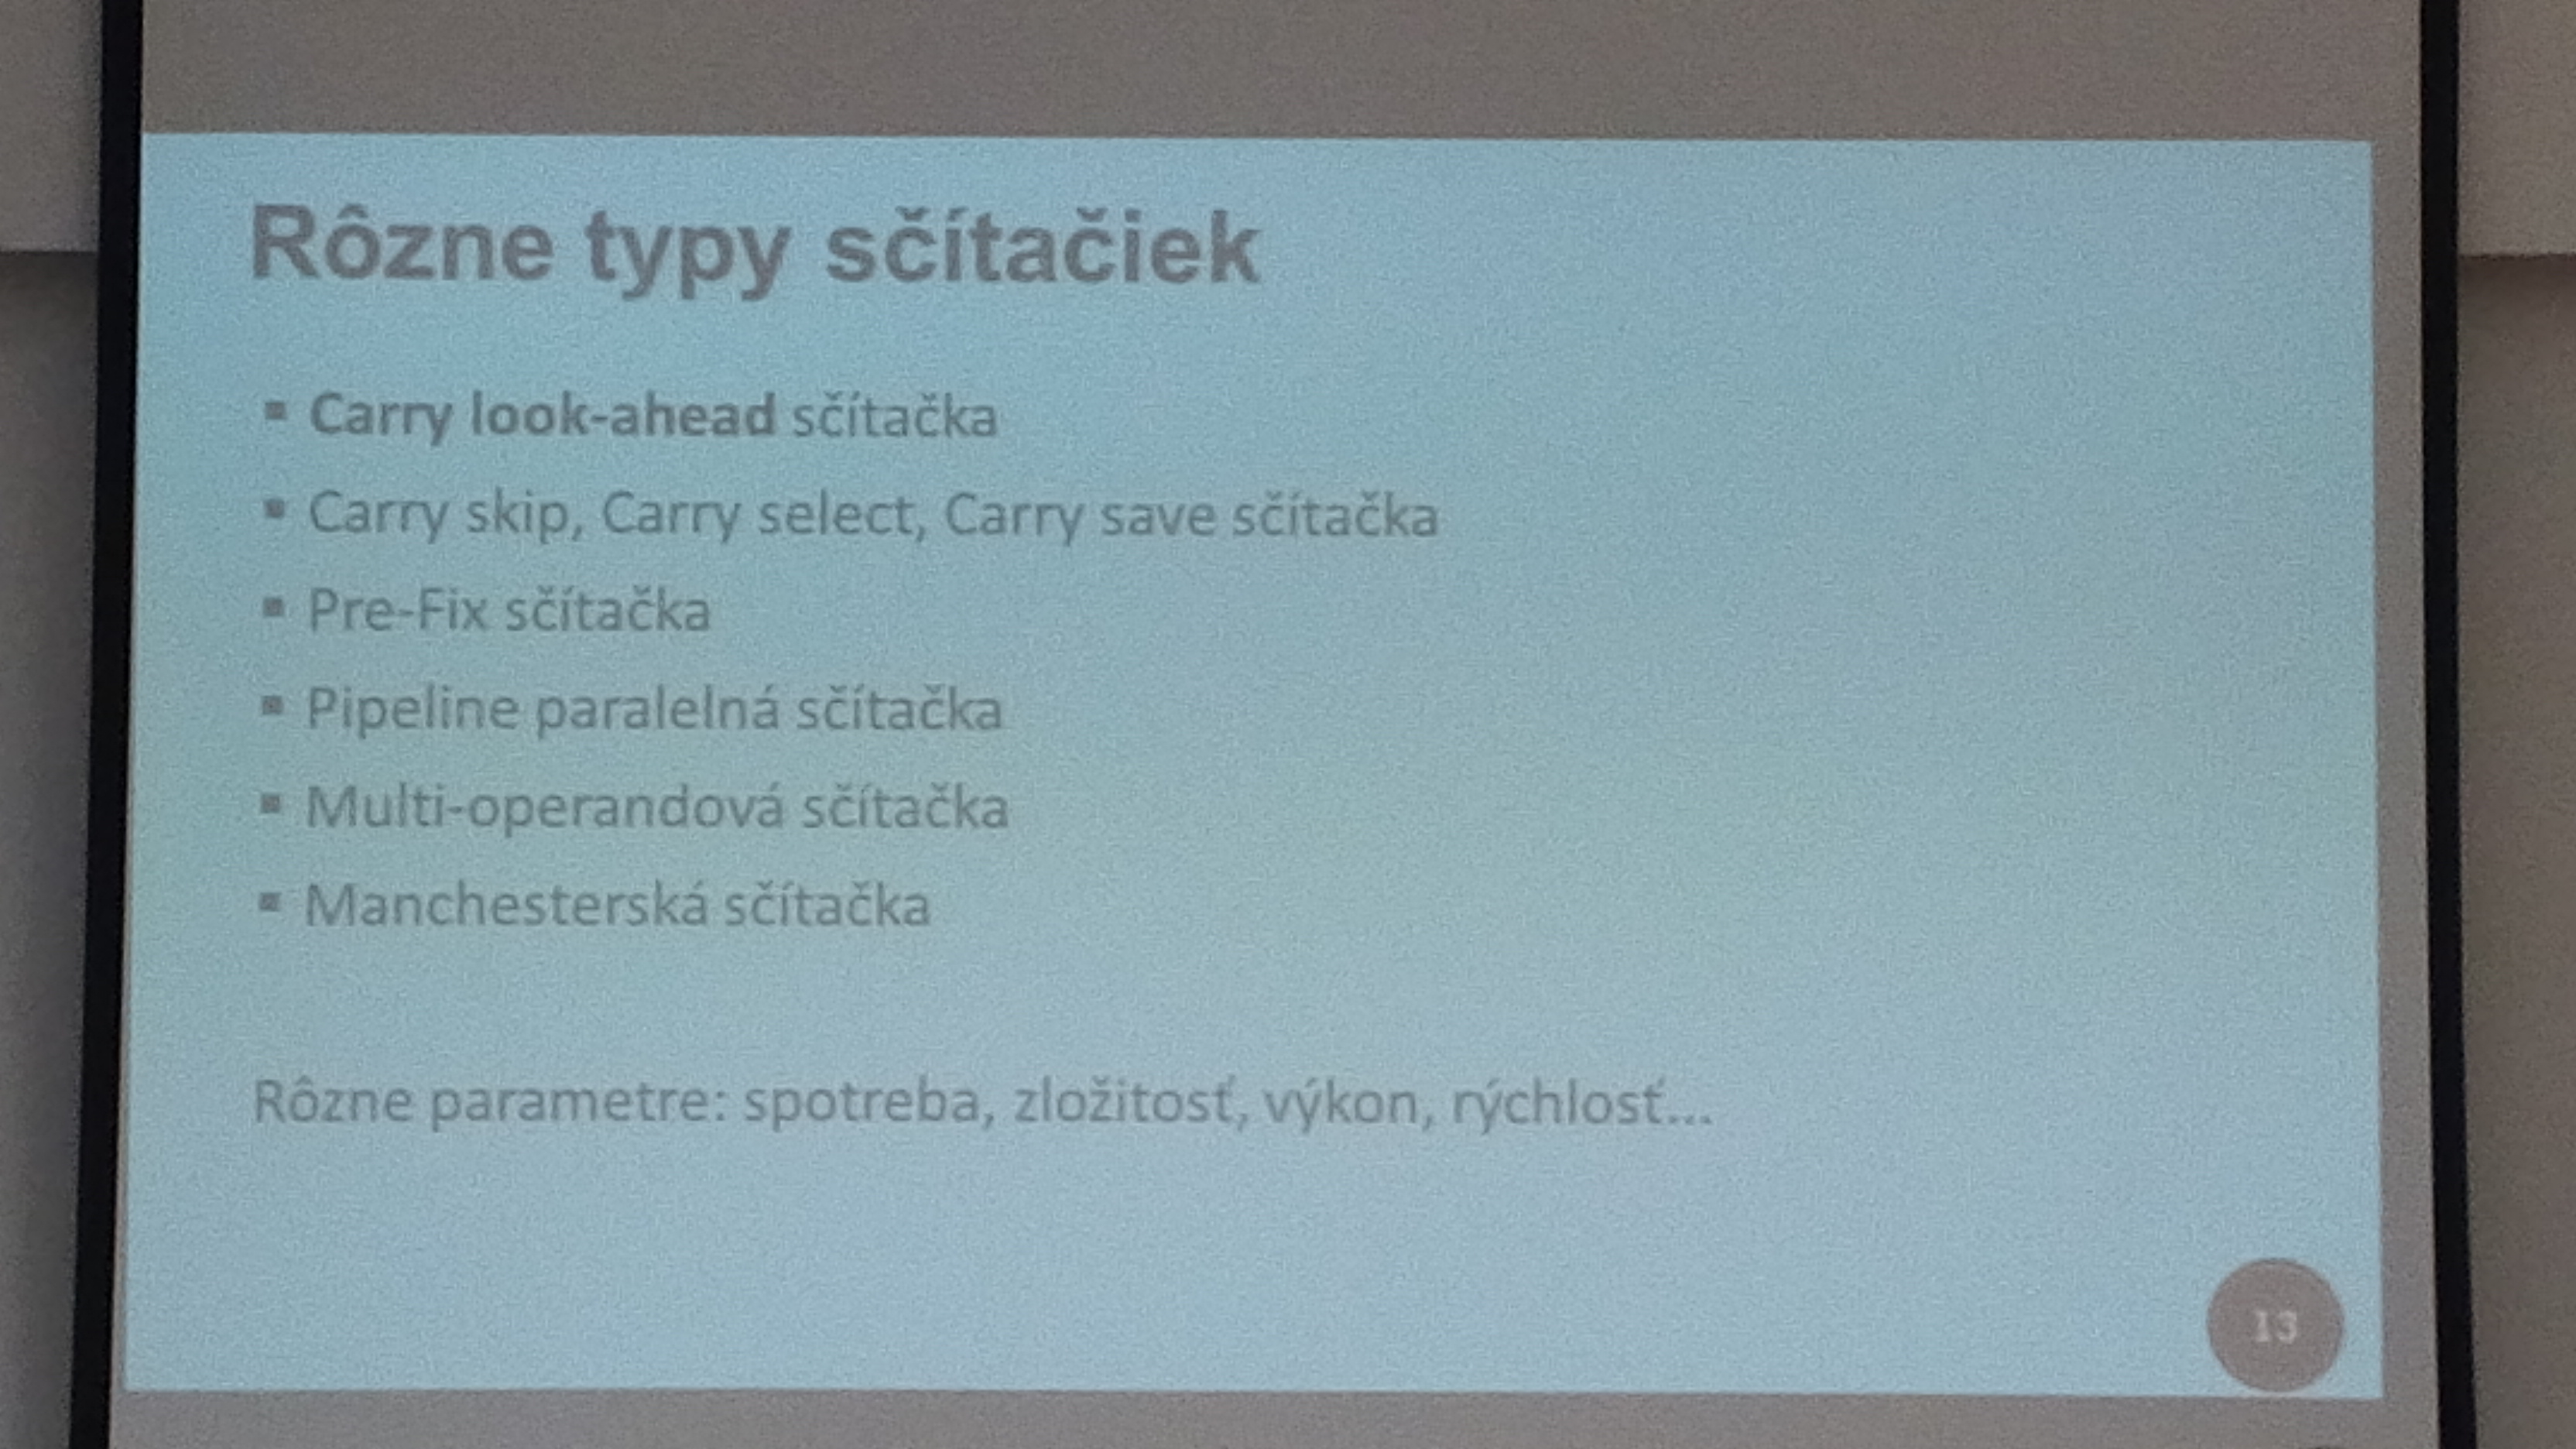 Rôzne typy sčítačiek
▪ Carry look-ahead sčítačka
▪ Carry skip, Carry select, Carry save sčítačka
▪ Pre-Fix sčítačka
▪ Pipeline paralelná sčítačka
▪ Multi-operandová sčítačka
▪ Manchesterská sčítačka
Rôzne parametre: spotreba, zložitosť, výkon, rýchlosť...
13